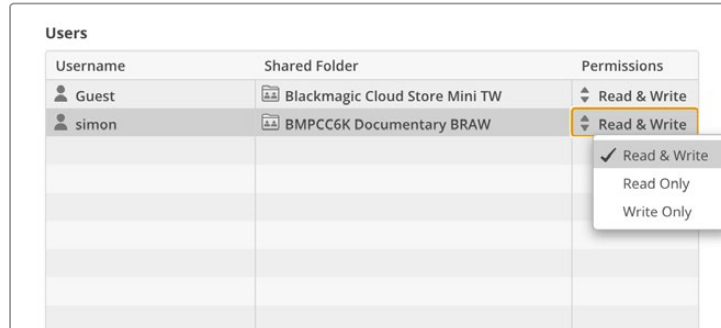 Users
Username Shared Folder Permissions
Guest Blackmagic Cloud Store Mini TW Read & Write
simon BMPCC6K Documentary BRAW Read & Write
Read & Write
Read Only
Write Only